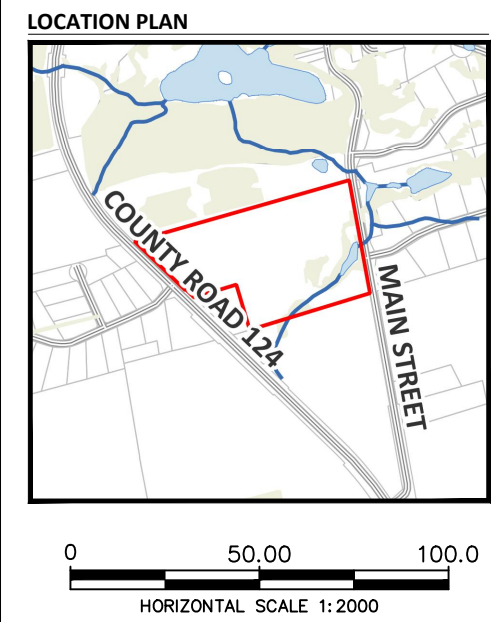 LOCATION PLAN
COUNTY ROAD 124
MAIN STREET
0 50.00 100.0
HORIZONTAL SCALE 1:2000